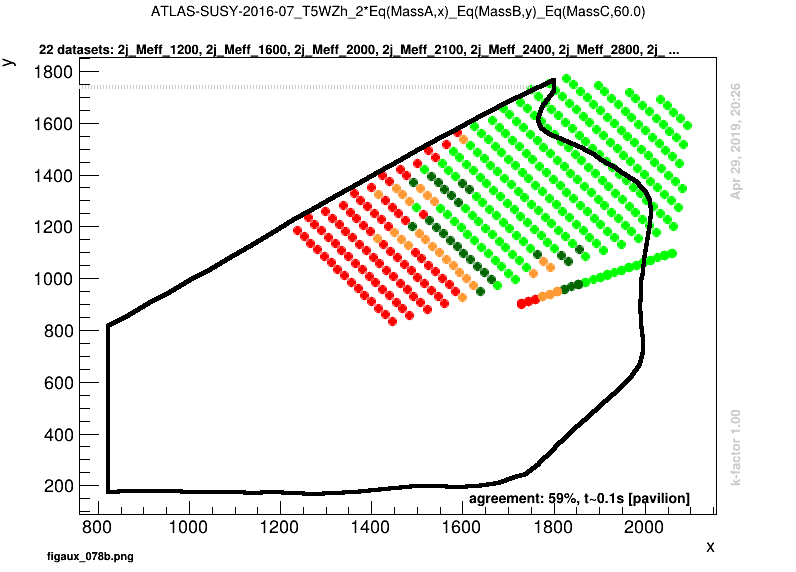 ATLAS-SUSY-2016-07_T5WZh_2*Eq(MassA,x)_Eq(MassB,y)_Eq(MassC,60.0)
22 datasets: 2j_Meff_1200, 2j_Meff_1600, 2j_Meff_2000, 2j_Meff_2100, 2j_Meff_2400, 2j_Meff_2800, 2j_ ...
y
1800
1600
1400
1200
1000
800
600
400
200
Apr 29, 2019, 20:26
k-factor 1.00
agreement: 59%, t~0.1s [pavilion]
800
1000
1200
1400
1600
1800
2000
x
figaux_078b.png